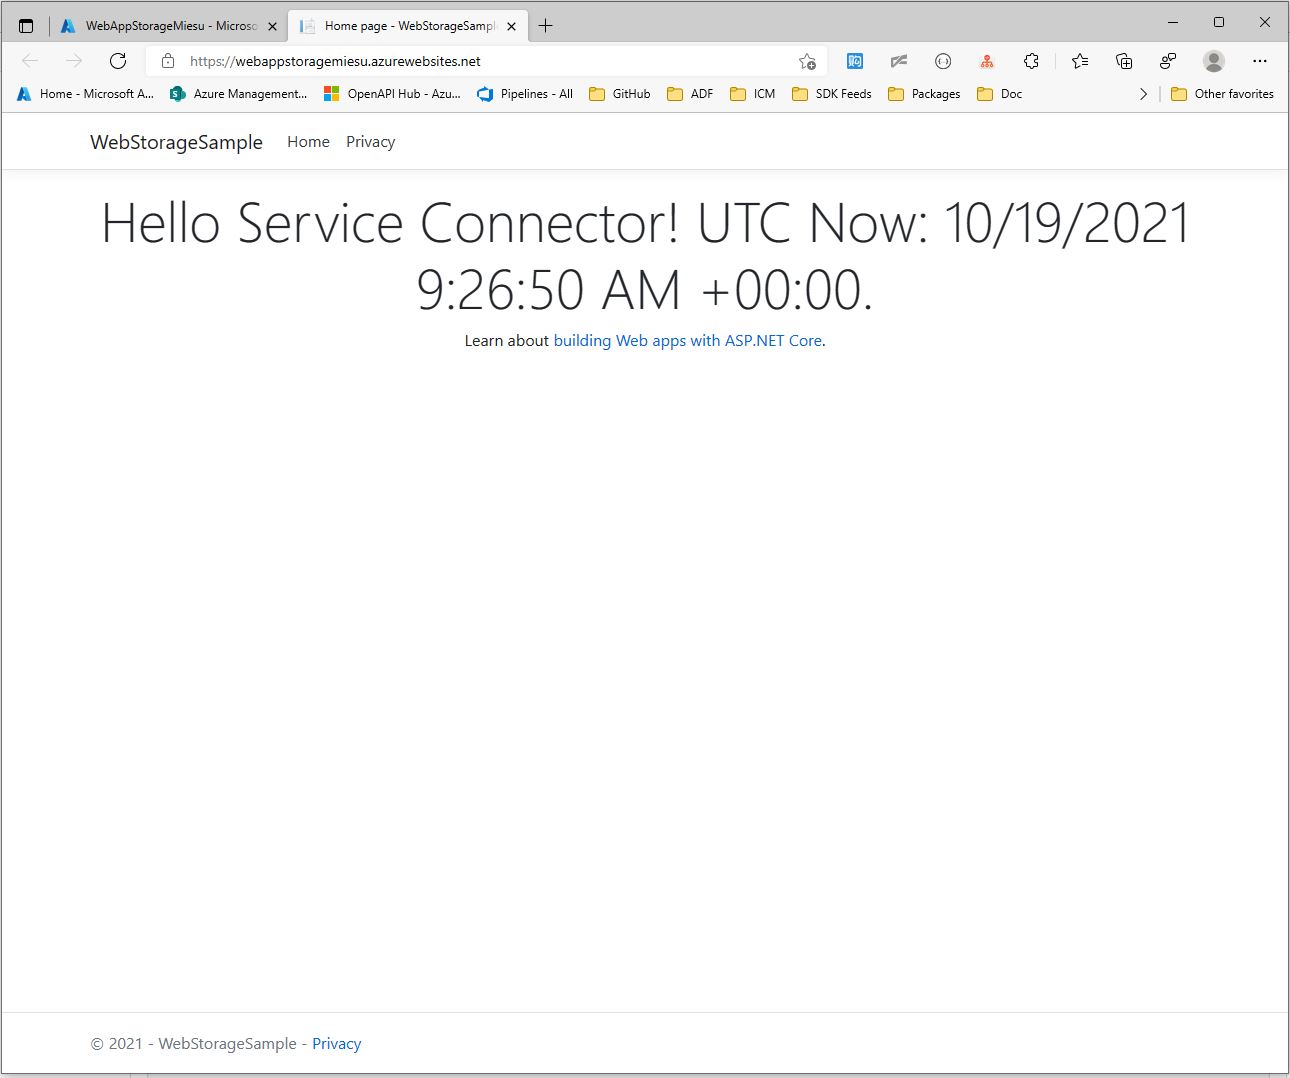 WebAppStorageMiesu - Microso
Home page - WebStorageSampl
https://webappstoragemiesu.azurewebsites.net
Home - Microsoft A... Azure Management... OpenAPI Hub - Azu... Pipelines - All GitHub ADF ICM SDK Feeds Packages Doc Other favorites
WebStorageSample Home Privacy
Hello Service Connector! UTC Now: 10/19/2021
9:26:50 AM +00:00.
Learn about building Web apps with ASP.NET Core.
© 2021 - WebStorageSample - Privacy